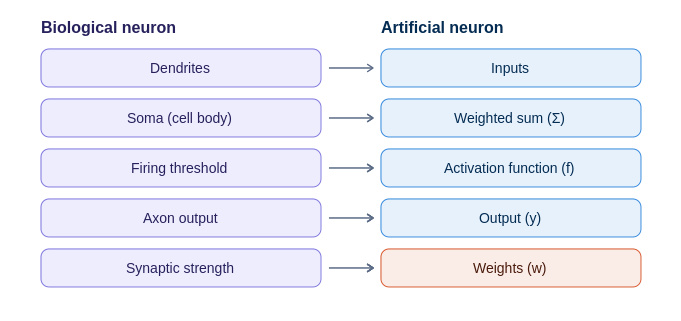 Biological neuron
Artificial neuron
Dendrites
Inputs
Soma (cell body)
Weighted sum (Σ)
Firing threshold
Activation function (f)
Axon output
Output (y)
Synaptic strength
Weights (w)